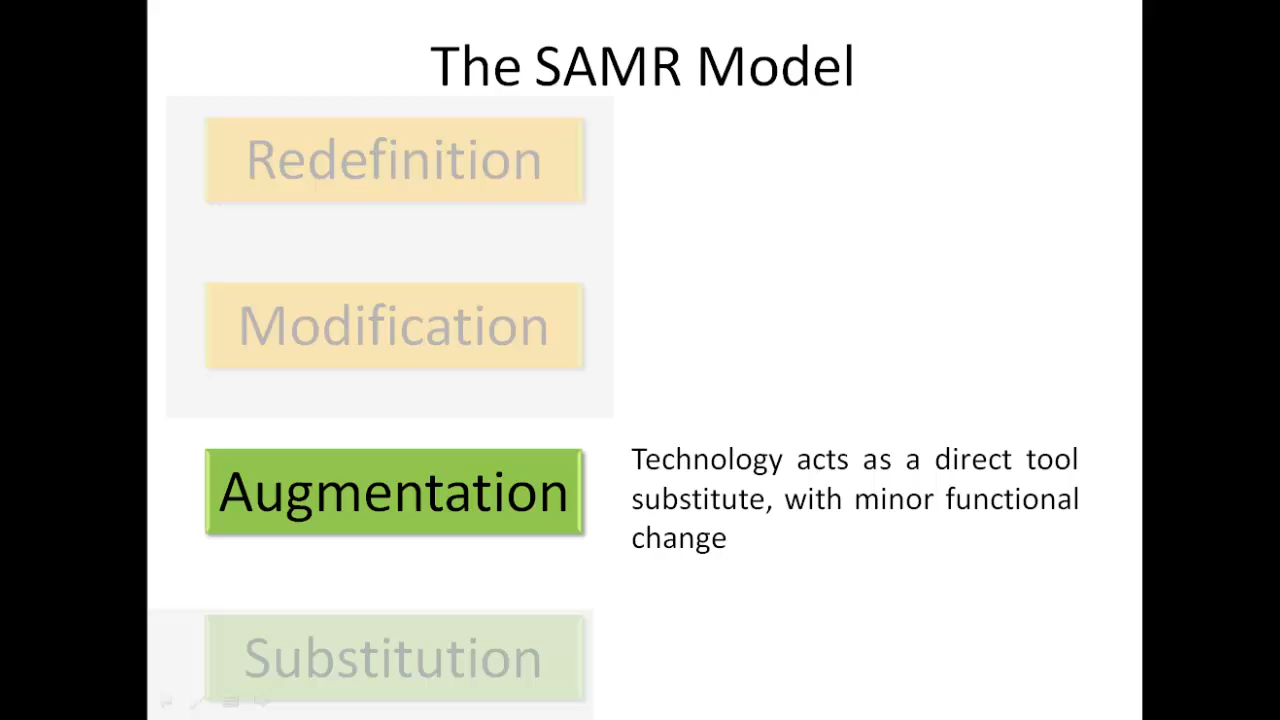 The SAMR Model
Redefinition
Modification
Augmentation
Technology acts as a direct tool
substitute, with minor functional
change
Substitution